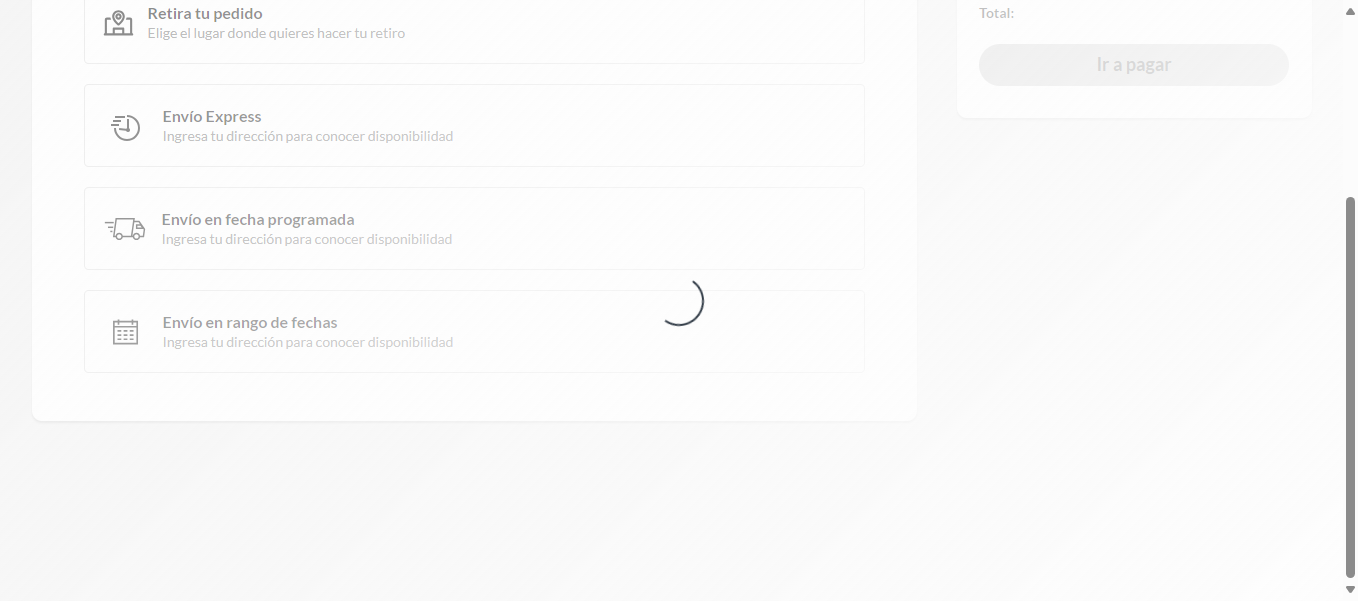 Retira tu pedido
Elige el lugar donde quieres hacer tu retiro
Envío Express
Ingresa tu dirección para conocer disponibilidad
Envío en fecha programada
Ingresa tu dirección para conocer disponibilidad
Envío en rango de fechas
Ingresa tu dirección para conocer disponibilidad
Total:
Ir a pagar